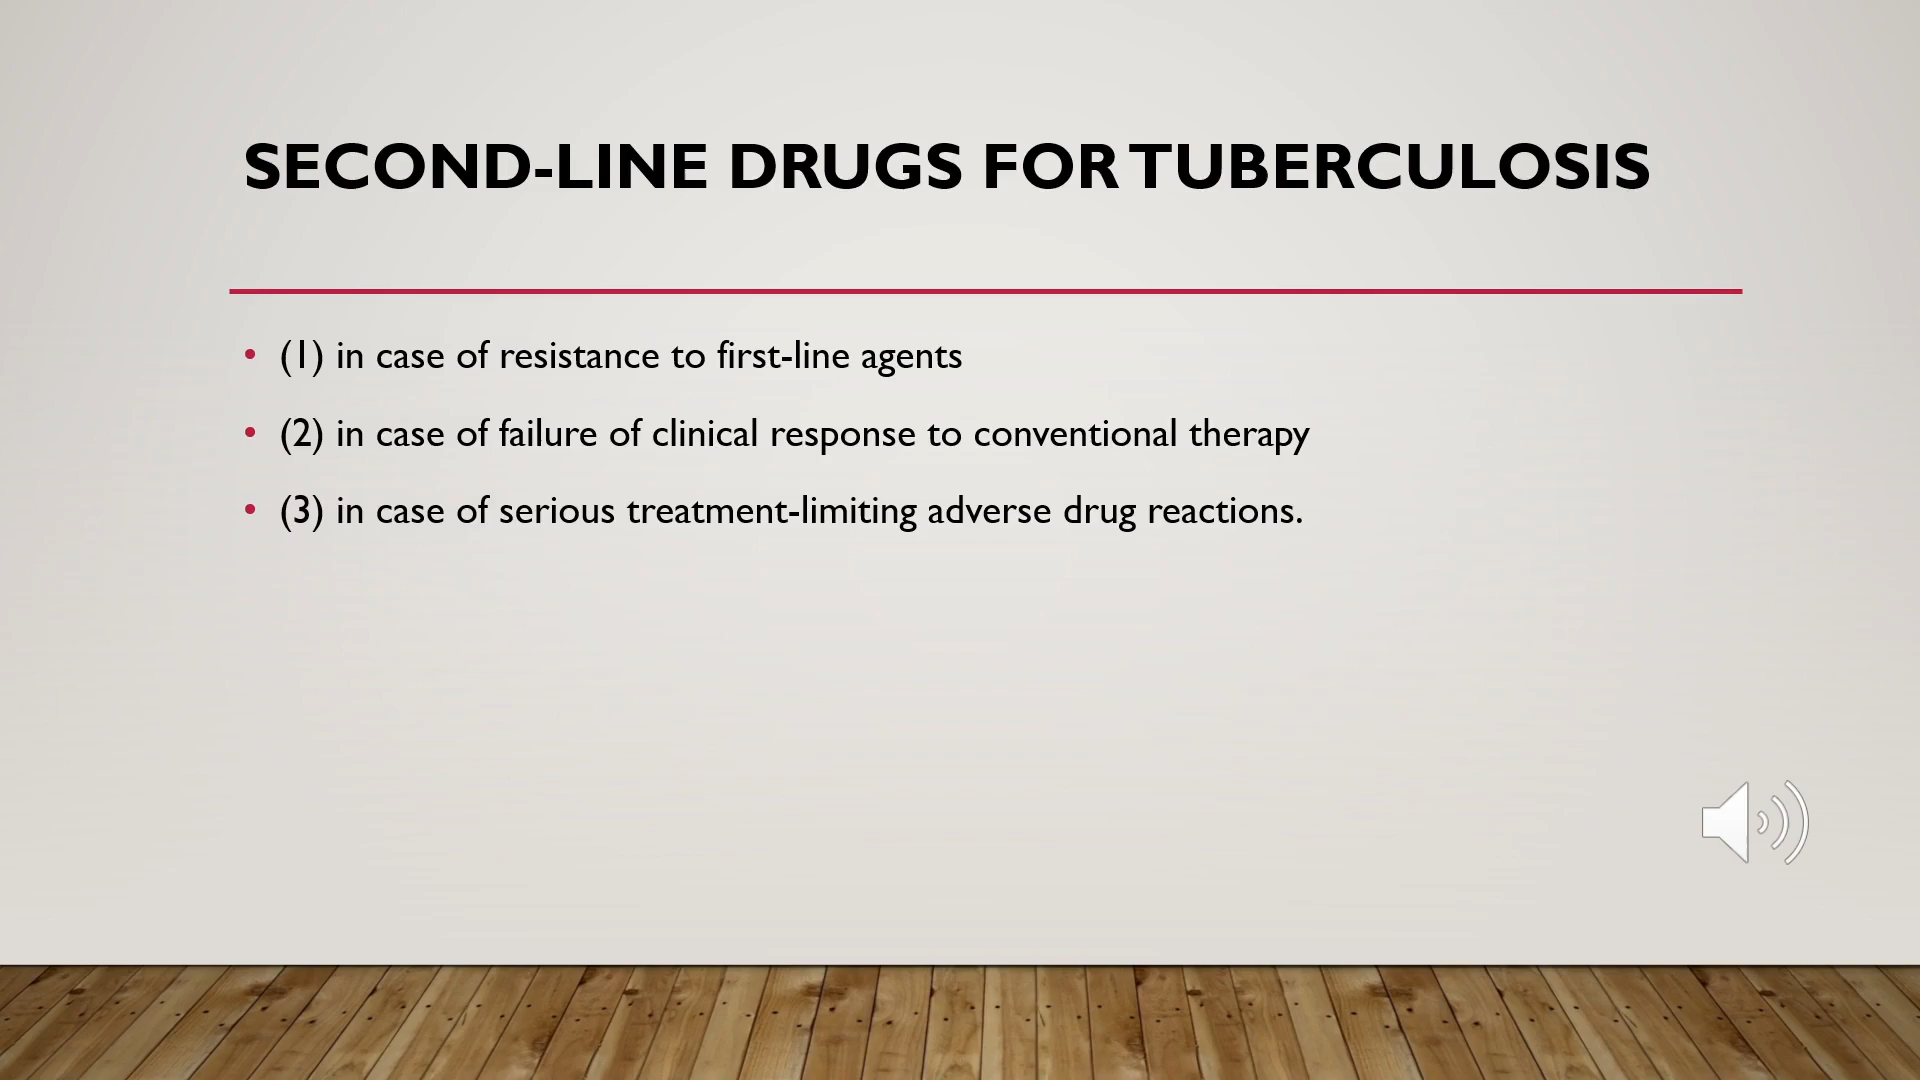 SECOND-LINE DRUGS FOR TUBERCULOSIS
• (1) in case of resistance to first-line agents
• (2) in case of failure of clinical response to conventional therapy
• (3) in case of serious treatment-limiting adverse drug reactions.